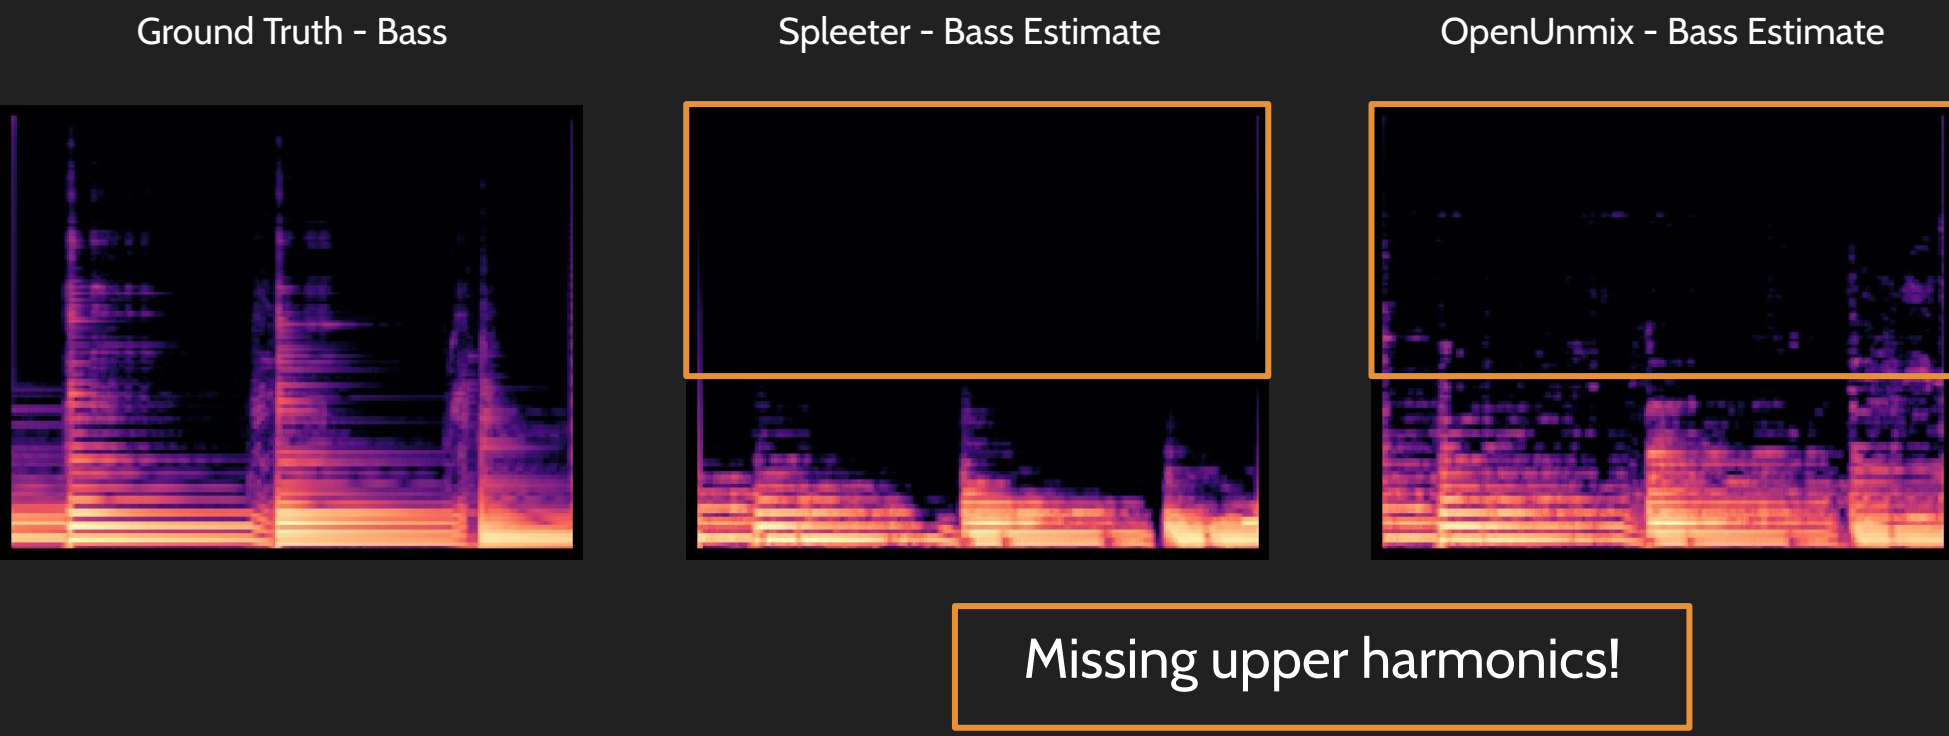 Ground Truth - Bass
Spleeter - Bass Estimate
OpenUnmix - Bass Estimate
Missing upper harmonics!